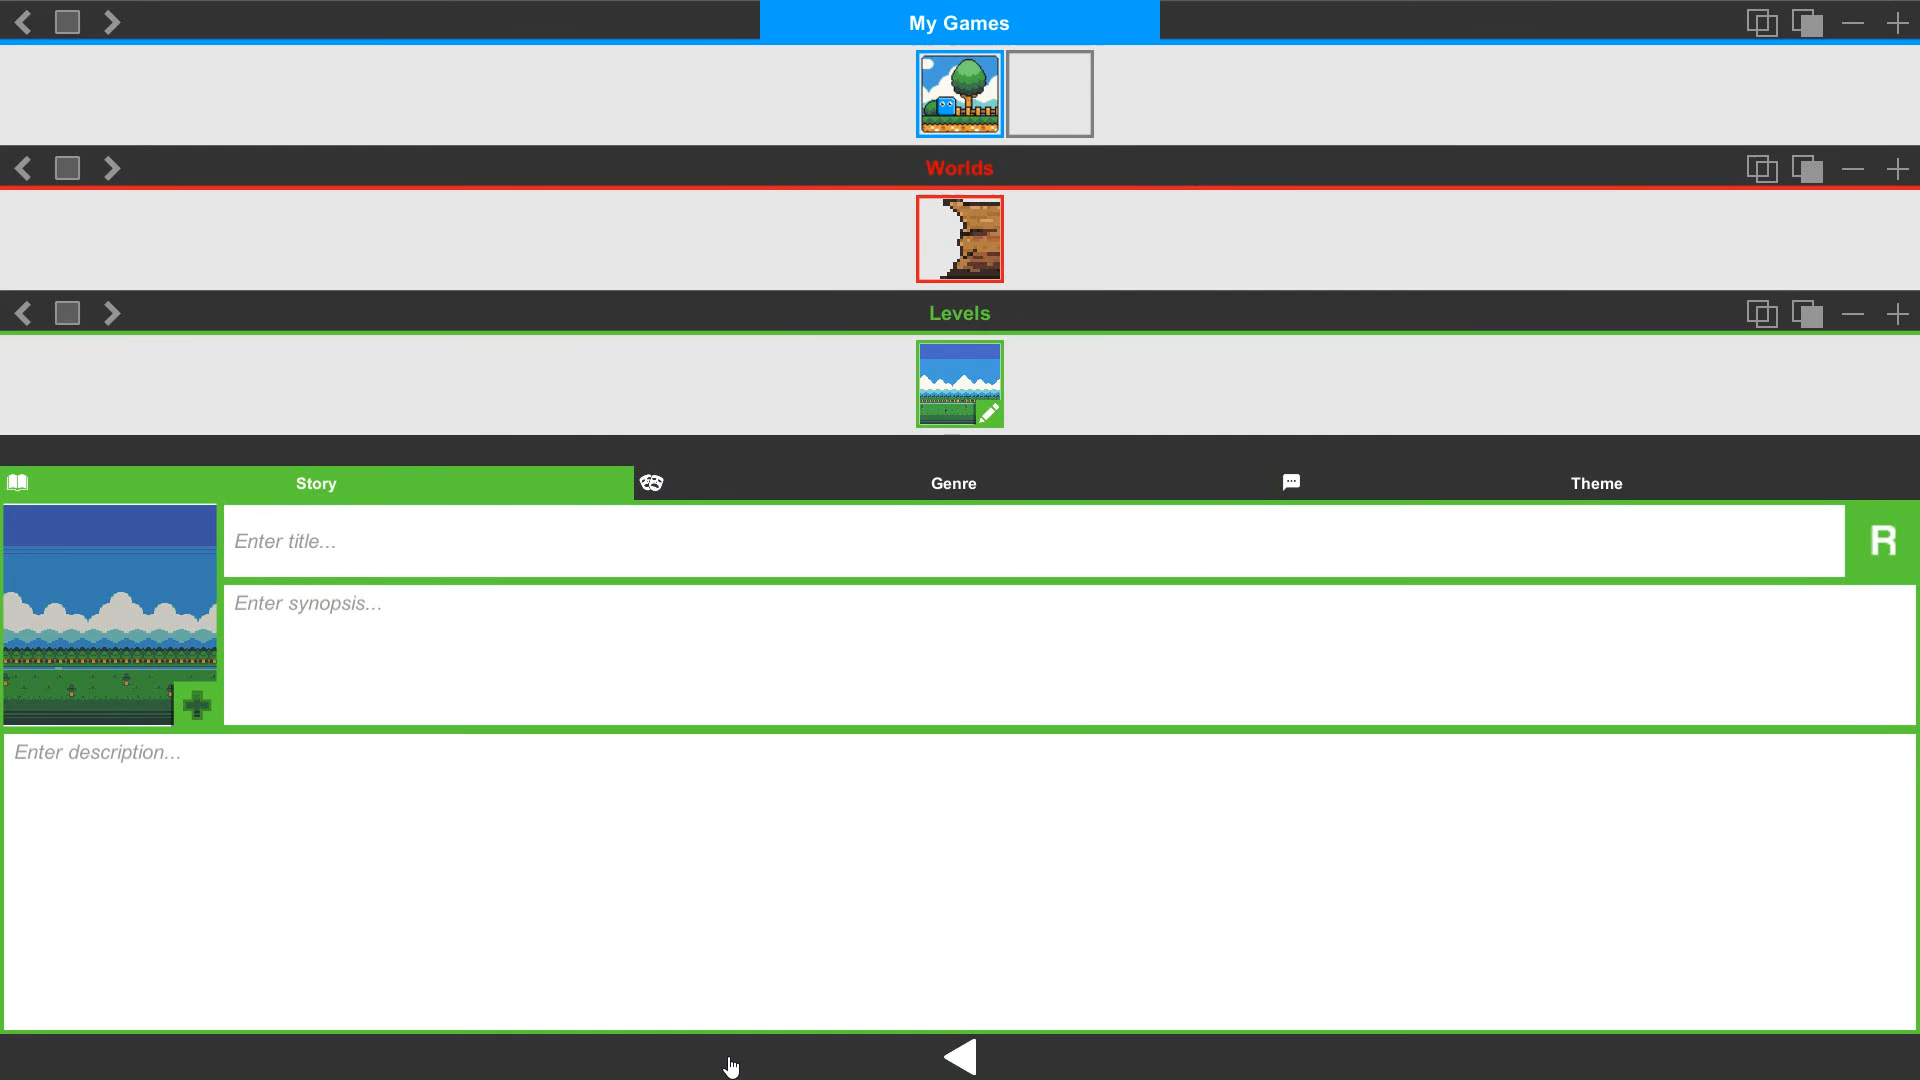 My Games
Worlds
Levels
Story
Genre
Theme
Enter title...
R
Enter synopsis...
Enter description...